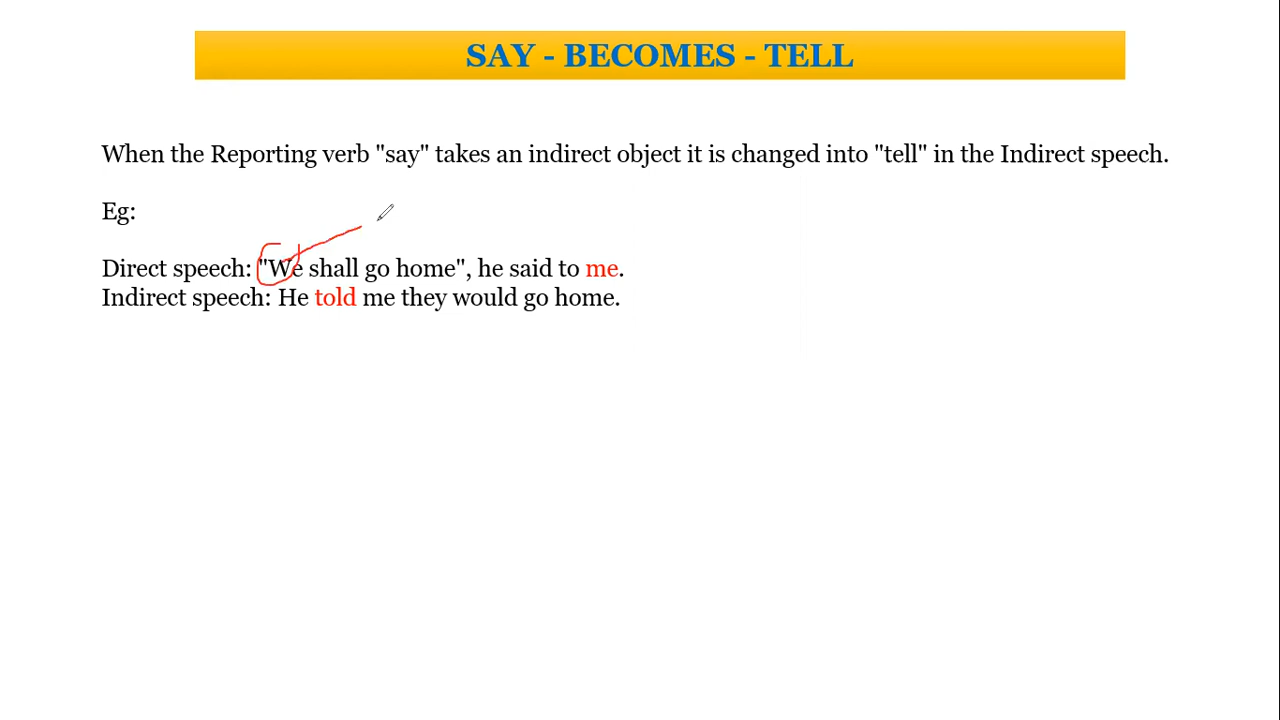 SAY - BECOMES - TELL
When the Reporting verb "say" takes an indirect object it is changed into "tell" in the Indirect speech.
Eg:
Direct speech: "We shall go home", he said to me.
Indirect speech: He told me they would go home.